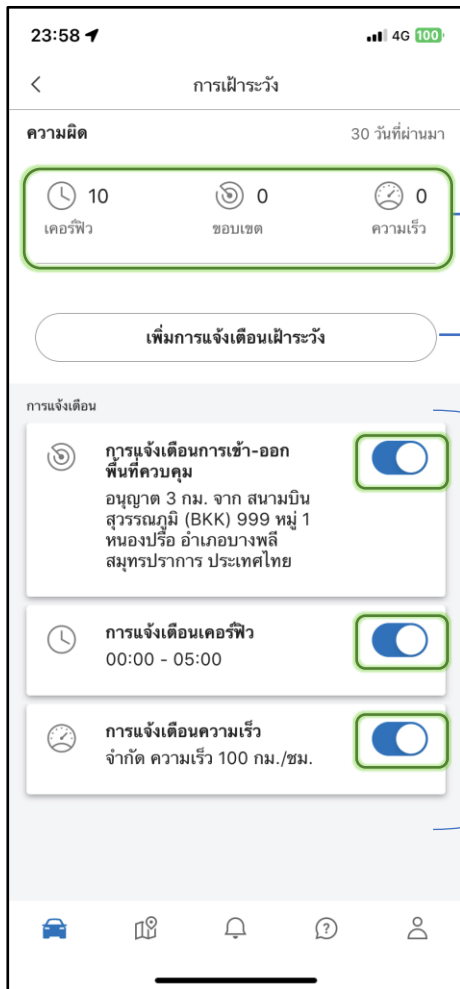 23:58
4G 100
การเฝ้าระวัง
ความผิด
30 วันที่ผ่านมา
10
0
0
เคอร์ฟิว
ขอบเขต
ความเร็ว
เพิ่มการแจ้งเตือนเฝ้าระวัง
การแจ้งเตือน
การแจ้งเตือนการเข้า-ออก
พื้นที่ควบคุม
อนุญาต 3 กม. จาก สนามบิน
สุวรรณภูมิ (BKK) 999 หมู่ 1
หนองปรือ อำเภอบางพลี
สมุทรปราการ ประเทศไทย
การแจ้งเตือนเคอร์ฟิว
00:00 - 05:00
การแจ้งเตือนความเร็ว
จำกัด ความเร็ว 100 กม./ชม.